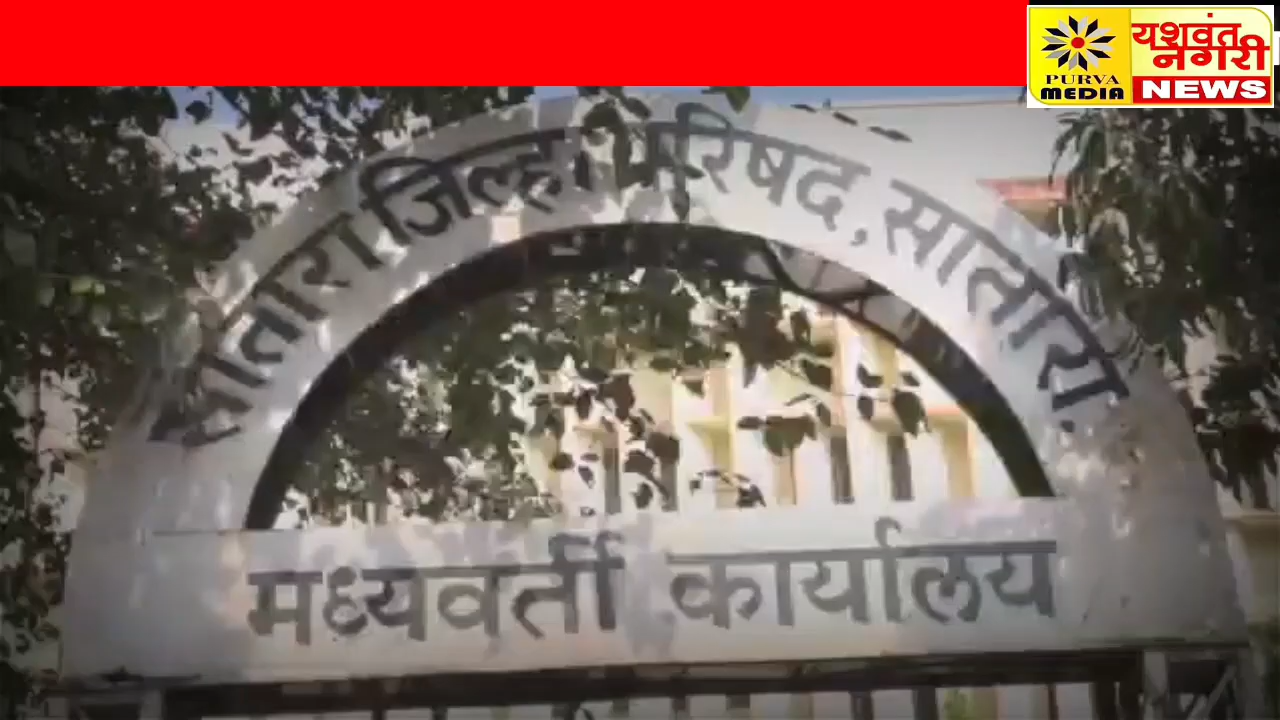 यशवंत
नगरी
PURVA
MEDIA
NEWS
सातारा जिल्हा परिषद, सातारा.
मध्यवर्ती कार्यालय